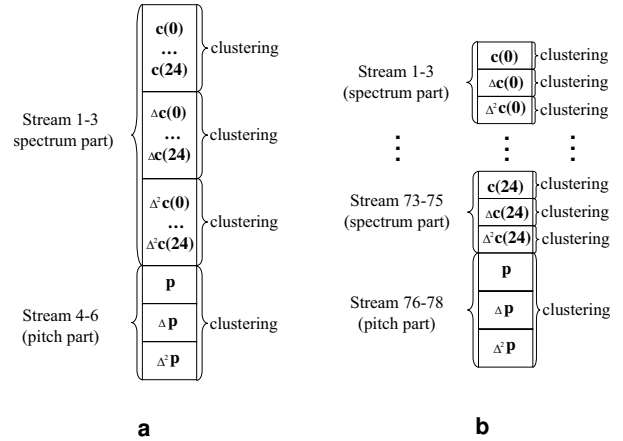 c(0)
...
c(24)
clustering
Stream 1-3
spectrum part)
Δc(0)
...
Δc(24)
clustering
Δ²c(0)
...
Δ²c(24)
clustering
Stream 4-6
(pitch part)
p
Δp
Δ²p
clustering
a
Stream 1-3
(spectrum part)
c(0)
clustering
Δc(0)
clustering
Δ²c(0)
clustering
Stream 73-75
(spectrum part)
c(24)
clustering
Δc(24)
clustering
Δ²c(24)
clustering
Stream 76-78
(pitch part)
p
Δp
Δ²p
clustering
b